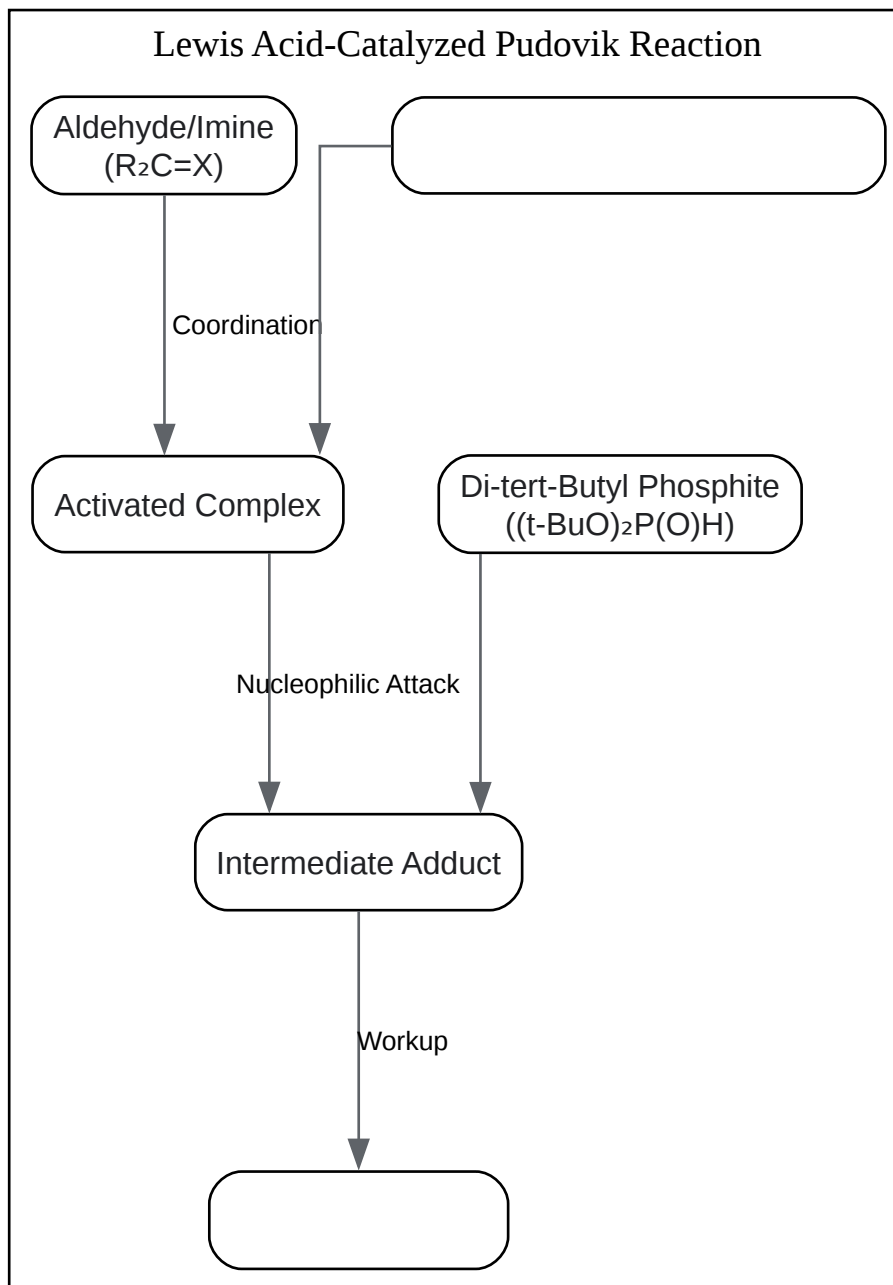 Lewis Acid-Catalyzed Pudovik Reaction
Aldehyde/Imine
(R₂C=X)
Coordination
Activated Complex
Di-tert-Butyl Phosphite
((t-BuO)₂P(O)H)
Nucleophilic Attack
Intermediate Adduct
Workup